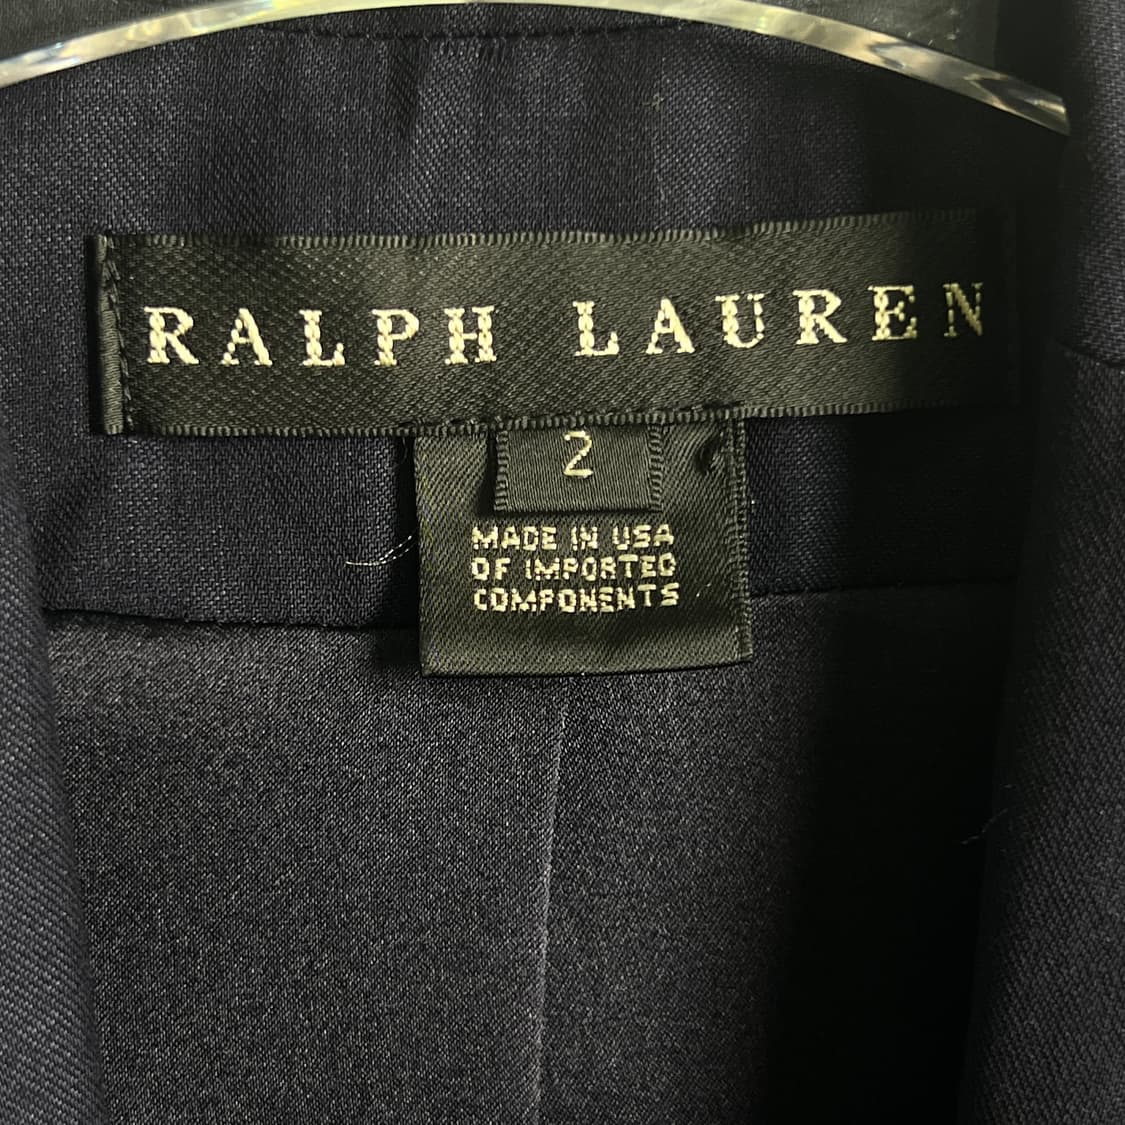 RALPH LAUREN
2
MADE IN USA
OF IMPORTED
COMPONENTS